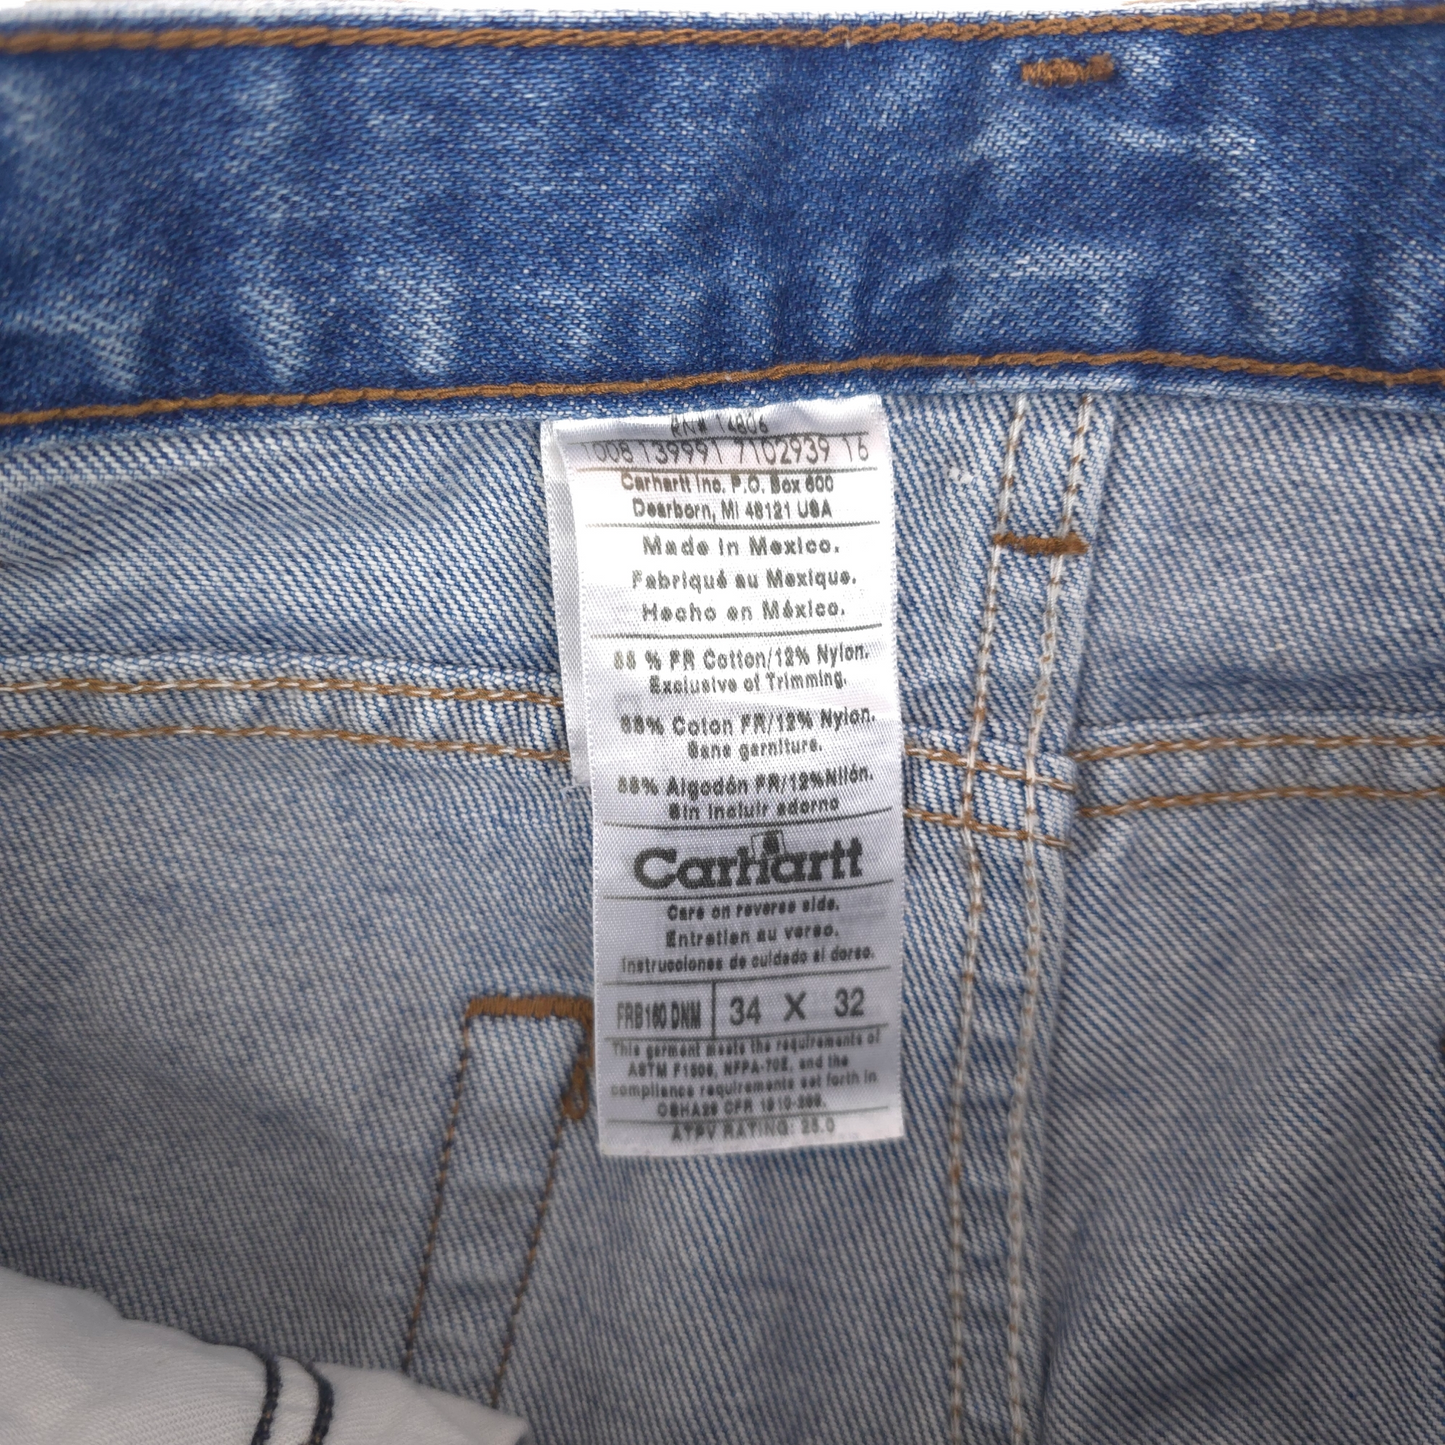 RN# 14806
1008 139991 7102939 16
Carhartt Inc. P.O. Box 600
Dearborn, MI 48121 USA
Made in Mexico.
Fabriqué au Mexique.
Hecho en México.
88 % FR Cotton/12% Nylon.
Exclusive of Trimming.
88% Coton FR/12% Nylon.
Sans garniture.
88% Algodón FR/12%Nilón.
Sin incluir adorno
Carhartt
Care on reverse side.
Entretien au verso.
Instrucciones de cuidado al dorso.
FRB160 DNM 34 X 32
This garment meets the requirements of
ASTM F1506, NFPA-70E, and the
compliance requirements set forth in
OSHA29 CFR 1910-269.
ATPV RATING: 25.0